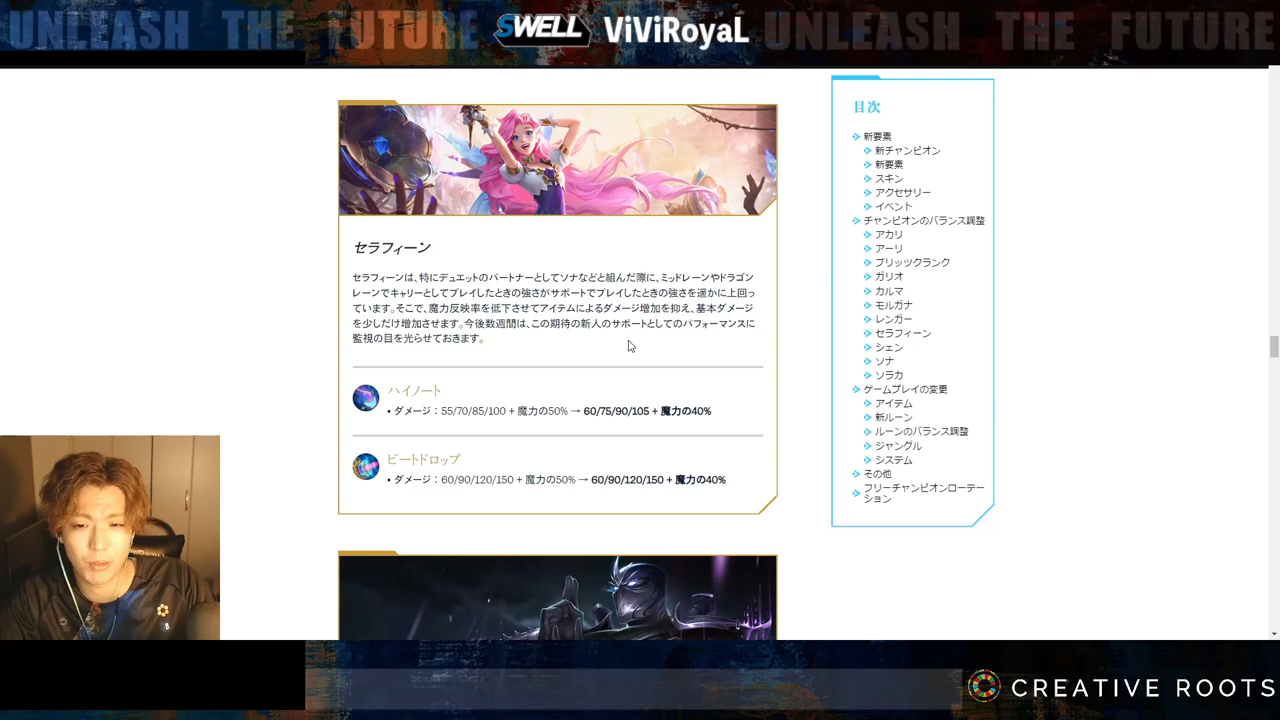 UNLEASH THE FUTURE
SWELL ViViRoyaL
UNLEASH THE FUTURE
セラフィーン
セラフィーンは、特にデュエットのパートナーとしてソナなどと組んだ際に、ミッドレーンやドラゴン
レーンでキャリーとしてプレイしたときの強さがサポートでプレイしたときの強さを遥かに上回っ
ています。そこで、魔力反映率を低下させてアイテムによるダメージ増加を抑え、基本ダメージ
を少しだけ増加させます。今後数週間は、この期待の新人のサポートとしてのパフォーマンスに
監視の目を光らせておきます。
ハイノート
• ダメージ：55/70/85/100 + 魔力の50% → 60/75/90/105 + 魔力の40%
ビートドロップ
• ダメージ：60/90/120/150 + 魔力の50% → 60/90/120/150 + 魔力の40%
目次
新要素
新チャンピオン
新要素
スキン
アクセサリー
イベント
チャンピオンのバランス調整
アカリ
アーリ
ブリッツクランク
ガリオ
カルマ
モルガナ
レンガー
セラフィーン
シェン
ソナ
ソラカ
ゲームプレイの変更
アイテム
新ルーン
ルーンのバランス調整
ジャングル
システム
その他
フリーチャンピオンローテー
ション
CREATIVE ROOTS